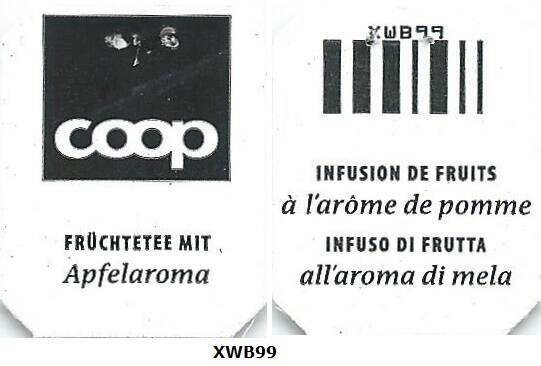 coop
FRÜCHTETEE MIT
Apfelaroma
XWB99
INFUSION DE FRUITS
à l'arôme de pomme
INFUSO DI FRUTTA
all'aroma di mela
XWB99